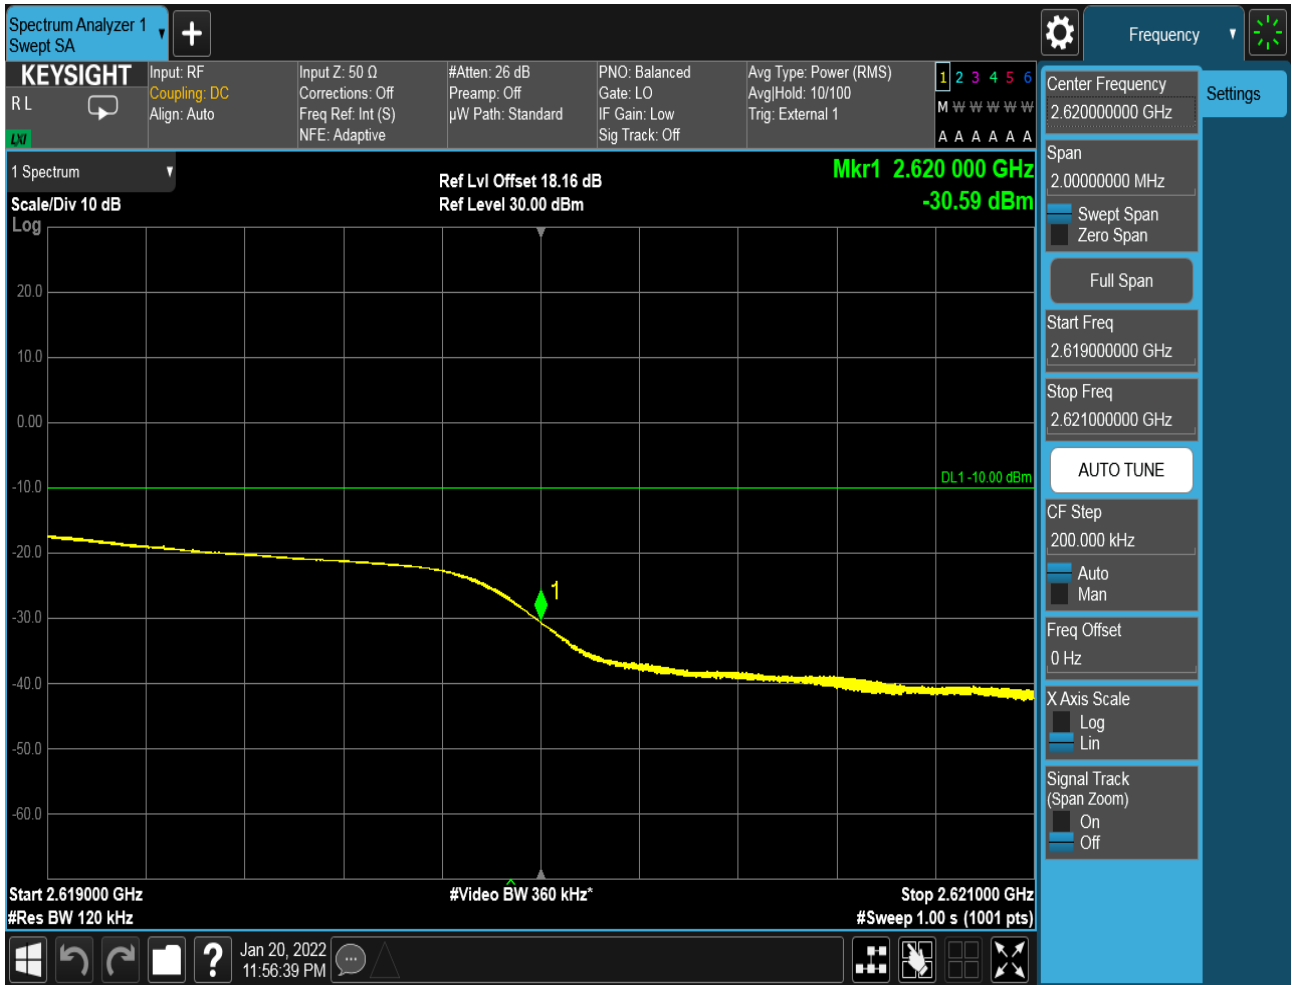 Spectrum Analyzer 1
Swept SA
Frequency
KEYSIGHT
R L
LXI
Input: RF
Coupling: DC
Align: Auto
Input Z: 50 Ω
Corrections: Off
Freq Ref: Int (S)
NFE: Adaptive
#Atten: 26 dB
Preamp: Off
µW Path: Standard
PNO: Balanced
Gate: LO
IF Gain: Low
Sig Track: Off
Avg Type: Power (RMS)
Avg|Hold: 10/100
Trig: External 1
1 2 3 4 5 6
M W W W W W
A A A A A A
1 Spectrum
Scale/Div 10 dB
Log
Ref Lvl Offset 18.16 dB
Ref Level 30.00 dBm
Mkr1 2.620 000 GHz
-30.59 dBm
20.0
10.0
0.00
-10.0
-20.0
-30.0
-40.0
-50.0
-60.0
DL1 -10.00 dBm
1
Start 2.619000 GHz
#Res BW 120 kHz
#Video BW 360 kHz*
Stop 2.621000 GHz
#Sweep 1.00 s (1001 pts)
Jan 20, 2022
11:56:39 PM
?
Center Frequency
2.620000000 GHz
Settings
Span
2.00000000 MHz
Swept Span
Zero Span
Full Span
Start Freq
2.619000000 GHz
Stop Freq
2.621000000 GHz
AUTO TUNE
CF Step
200.000 kHz
Auto
Man
Freq Offset
0 Hz
X Axis Scale
Log
Lin
Signal Track
(Span Zoom)
On
Off